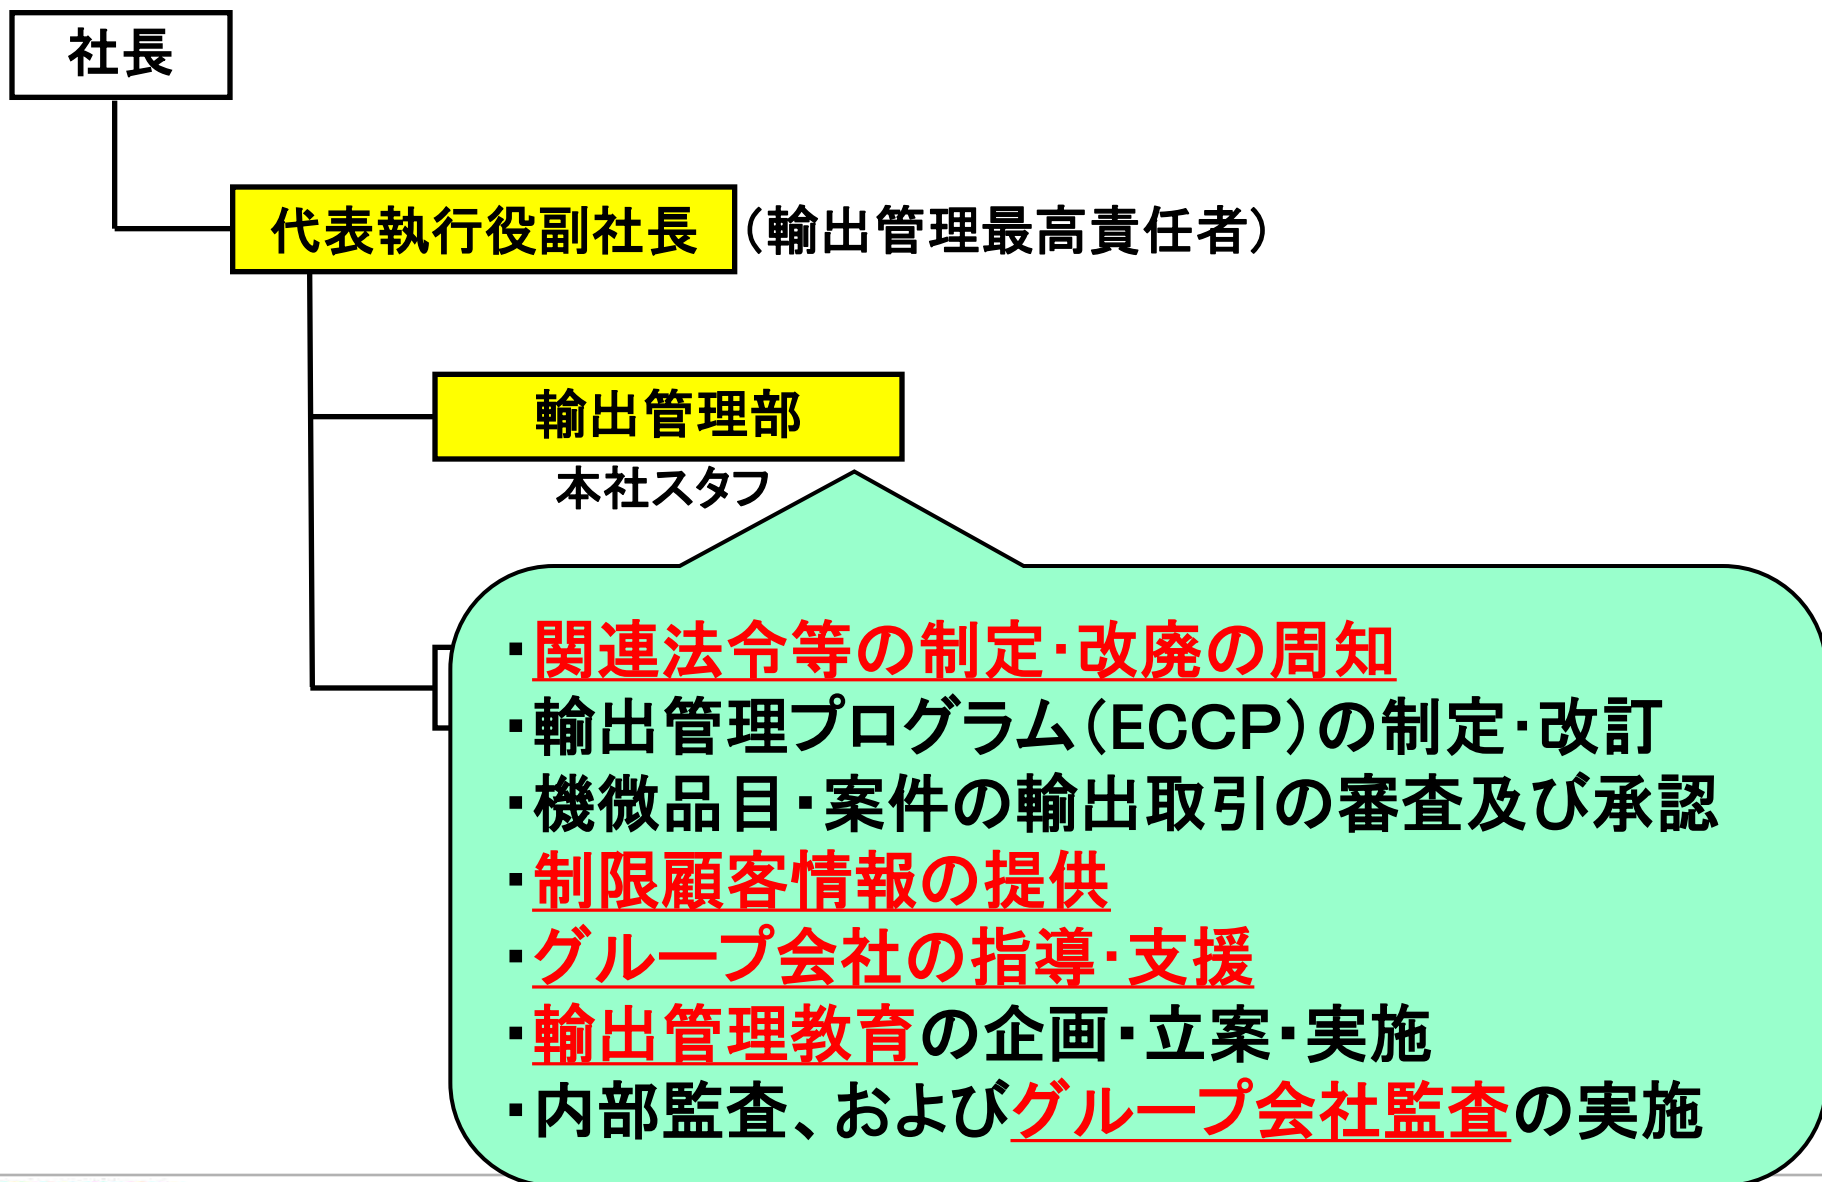 社長
代表執行役副社長（輸出管理最高責任者）
輸出管理部
本社スタフ
・関連法令等の制定・改廃の周知
・輸出管理プログラム（ECCP）の制定・改訂
・機微品目・案件の輸出取引の審査及び承認
・制限顧客情報の提供
・グループ会社の指導・支援
・輸出管理教育の企画・立案・実施
・内部監査、およびグループ会社監査の実施